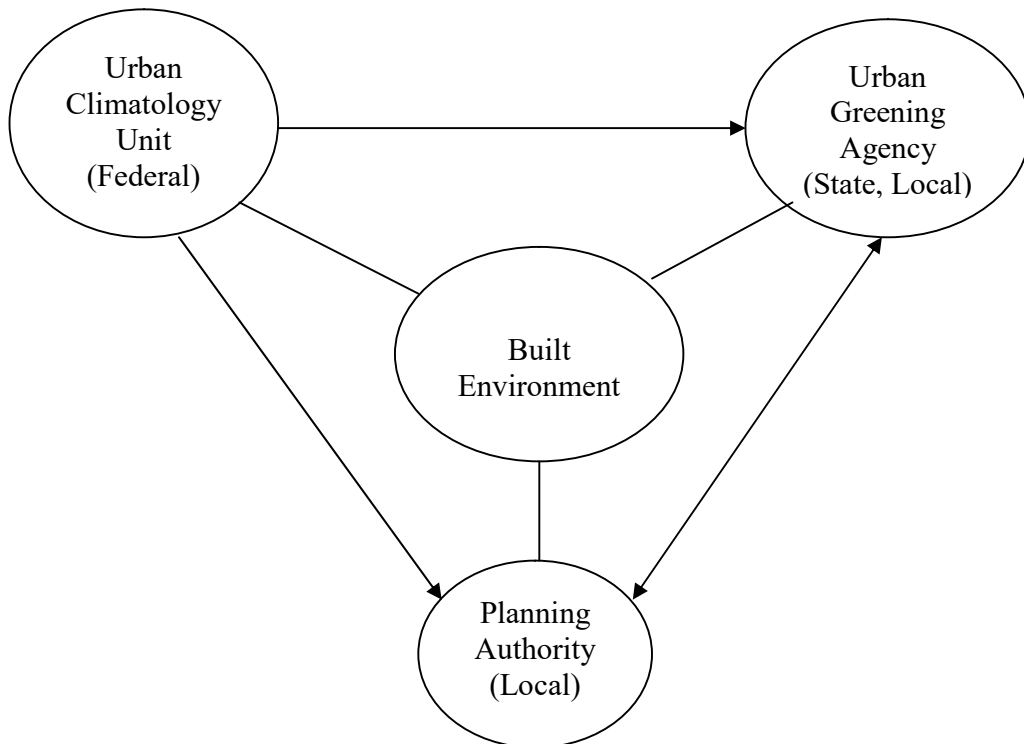 Urban
Climatology
Unit
(Federal)
Urban
Greening
Agency
(State, Local)
Built
Environment
Planning
Authority
(Local)